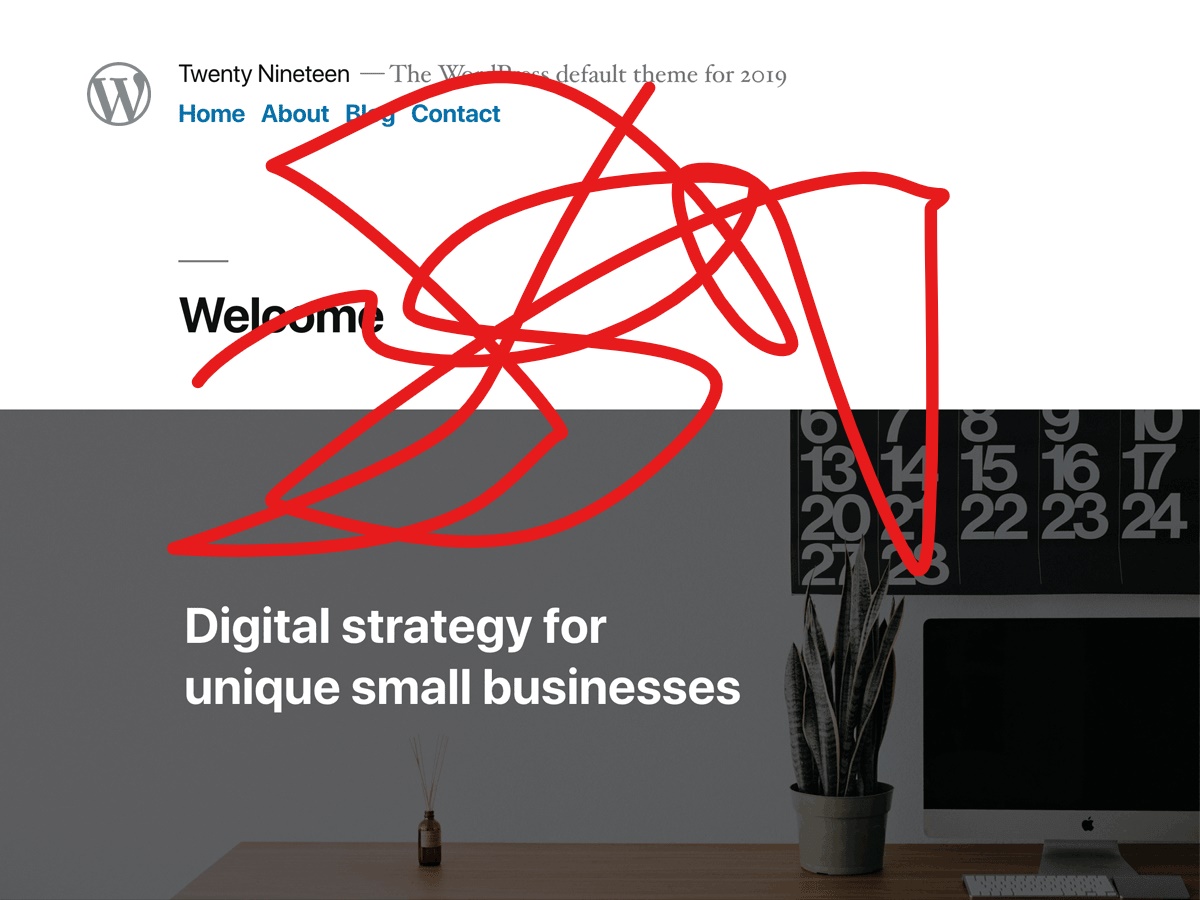 Twenty Nineteen — The WordPress default theme for 2019
Home About Blog Contact
Welcome
6 7 8 9 10
13 14 15 16 17
20 21 22 23 24
27 28
Digital strategy for
unique small businesses